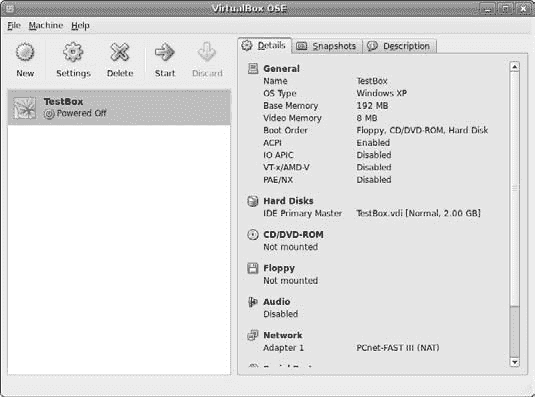 VirtualBox OSE
File Machine Help
New Settings Delete Start Discard
TestBox
Powered Off
Details Snapshots Description
General
Name TestBox
OS Type Windows XP
Base Memory 192 MB
Video Memory 8 MB
Boot Order Floppy, CD/DVD-ROM, Hard Disk
ACPI Enabled
IO APIC Disabled
VT-x/AMD-V Disabled
PAE/NX Disabled
Hard Disks
IDE Primary Master TestBox.vdi [Normal, 2.00 GB]
CD/DVD-ROM
Not mounted
Floppy
Not mounted
Audio
Disabled
Network
Adapter 1 PCnet-FAST III (NAT)